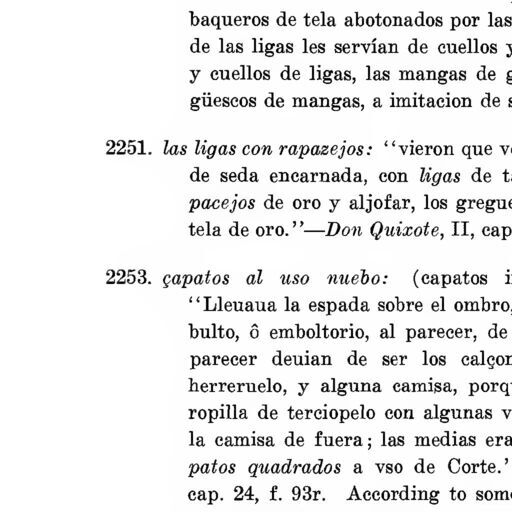 baqueros de tela abotonados por las
de las ligas les servían de cuellos
y cuellos de ligas, las mangas de
güescos de mangas, a imitacion de
2251. las ligas con rapazejos: "vieron que
de seda encarnada, con ligas de
pacejos de oro y aljofar, los
tela de oro."—Don Quixote, II, cap
2253. çapatos al uso nuebo: (capatos
"Lleuaua la espada sobre el ombro,
bulto, ô emboltorio, al parecer, de
parecer deuian de ser los
herreruelo, y alguna camisa,
ropilla de terciopelo con algunas
la camisa de fuera; las medias
patos quadrados a vso de Corte.'
cap. 24, f. 93r. According to